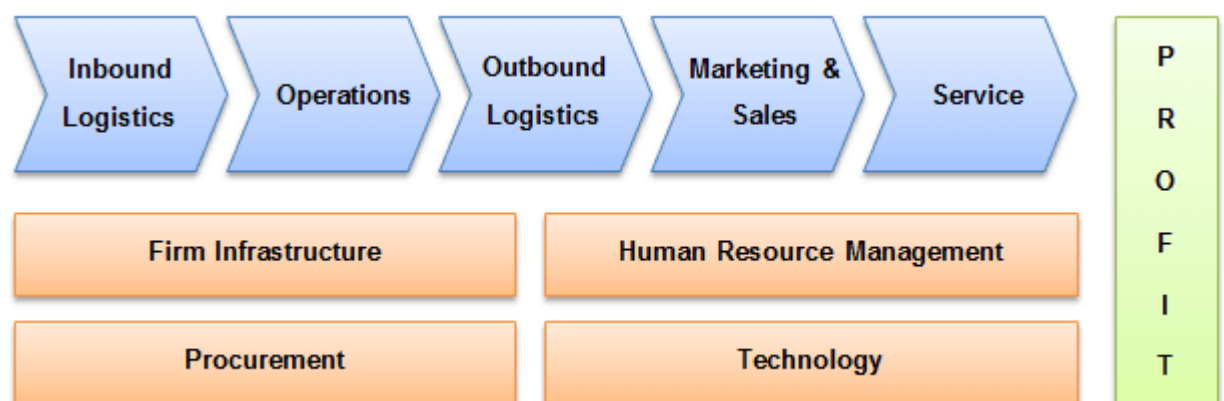 Inbound
Logistics
Operations
Outbound
Logistics
Marketing &
Sales
Service
Firm Infrastructure
Human Resource Management
Procurement
Technology
P
R
O
F
I
T